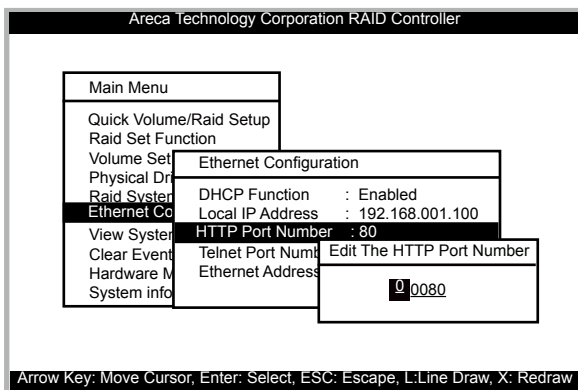 Areca Technology Corporation RAID Controller
Main Menu
Quick Volume/Raid Setup
Raid Set Function
Volume Set
Physical Dri
Raid System
Ethernet Co
View System
Clear Event
Hardware M
System info
Ethernet Configuration
DHCP Function : Enabled
Local IP Address : 192.168.001.100
HTTP Port Number : 80
Telnet Port Numb
Ethernet Address
Edit The HTTP Port Number
0 0080
Arrow Key: Move Cursor, Enter: Select, ESC: Escape, L:Line Draw, X: Redraw